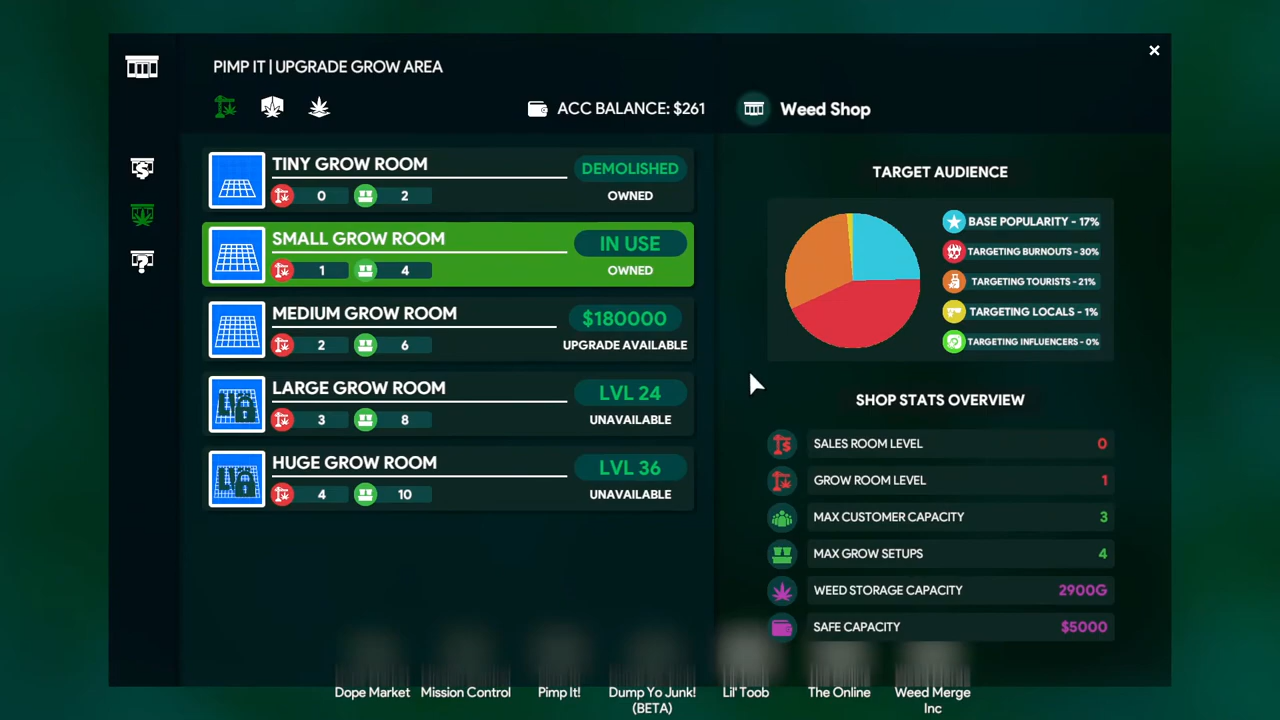 PIMP IT | UPGRADE GROW AREA
ACC BALANCE: $261
Weed Shop
TINY GROW ROOM
DEMOLISHED
0
2
OWNED
SMALL GROW ROOM
IN USE
1
4
OWNED
MEDIUM GROW ROOM
$180000
2
6
UPGRADE AVAILABLE
LARGE GROW ROOM
LVL 24
3
8
UNAVAILABLE
HUGE GROW ROOM
LVL 36
4
10
UNAVAILABLE
TARGET AUDIENCE
BASE POPULARITY - 17%
TARGETING BURNOUTS - 30%
TARGETING TOURISTS - 21%
TARGETING LOCALS - 1%
TARGETING INFLUENCERS - 0%
SHOP STATS OVERVIEW
SALES ROOM LEVEL 0
GROW ROOM LEVEL 1
MAX CUSTOMER CAPACITY 3
MAX GROW SETUPS 4
WEED STORAGE CAPACITY 2900G
SAFE CAPACITY $5000
Dope Market
Mission Control
Pimp It!
Dump Yo Junk!
(BETA)
Lil' Toob
The Online
Weed Merge
Inc